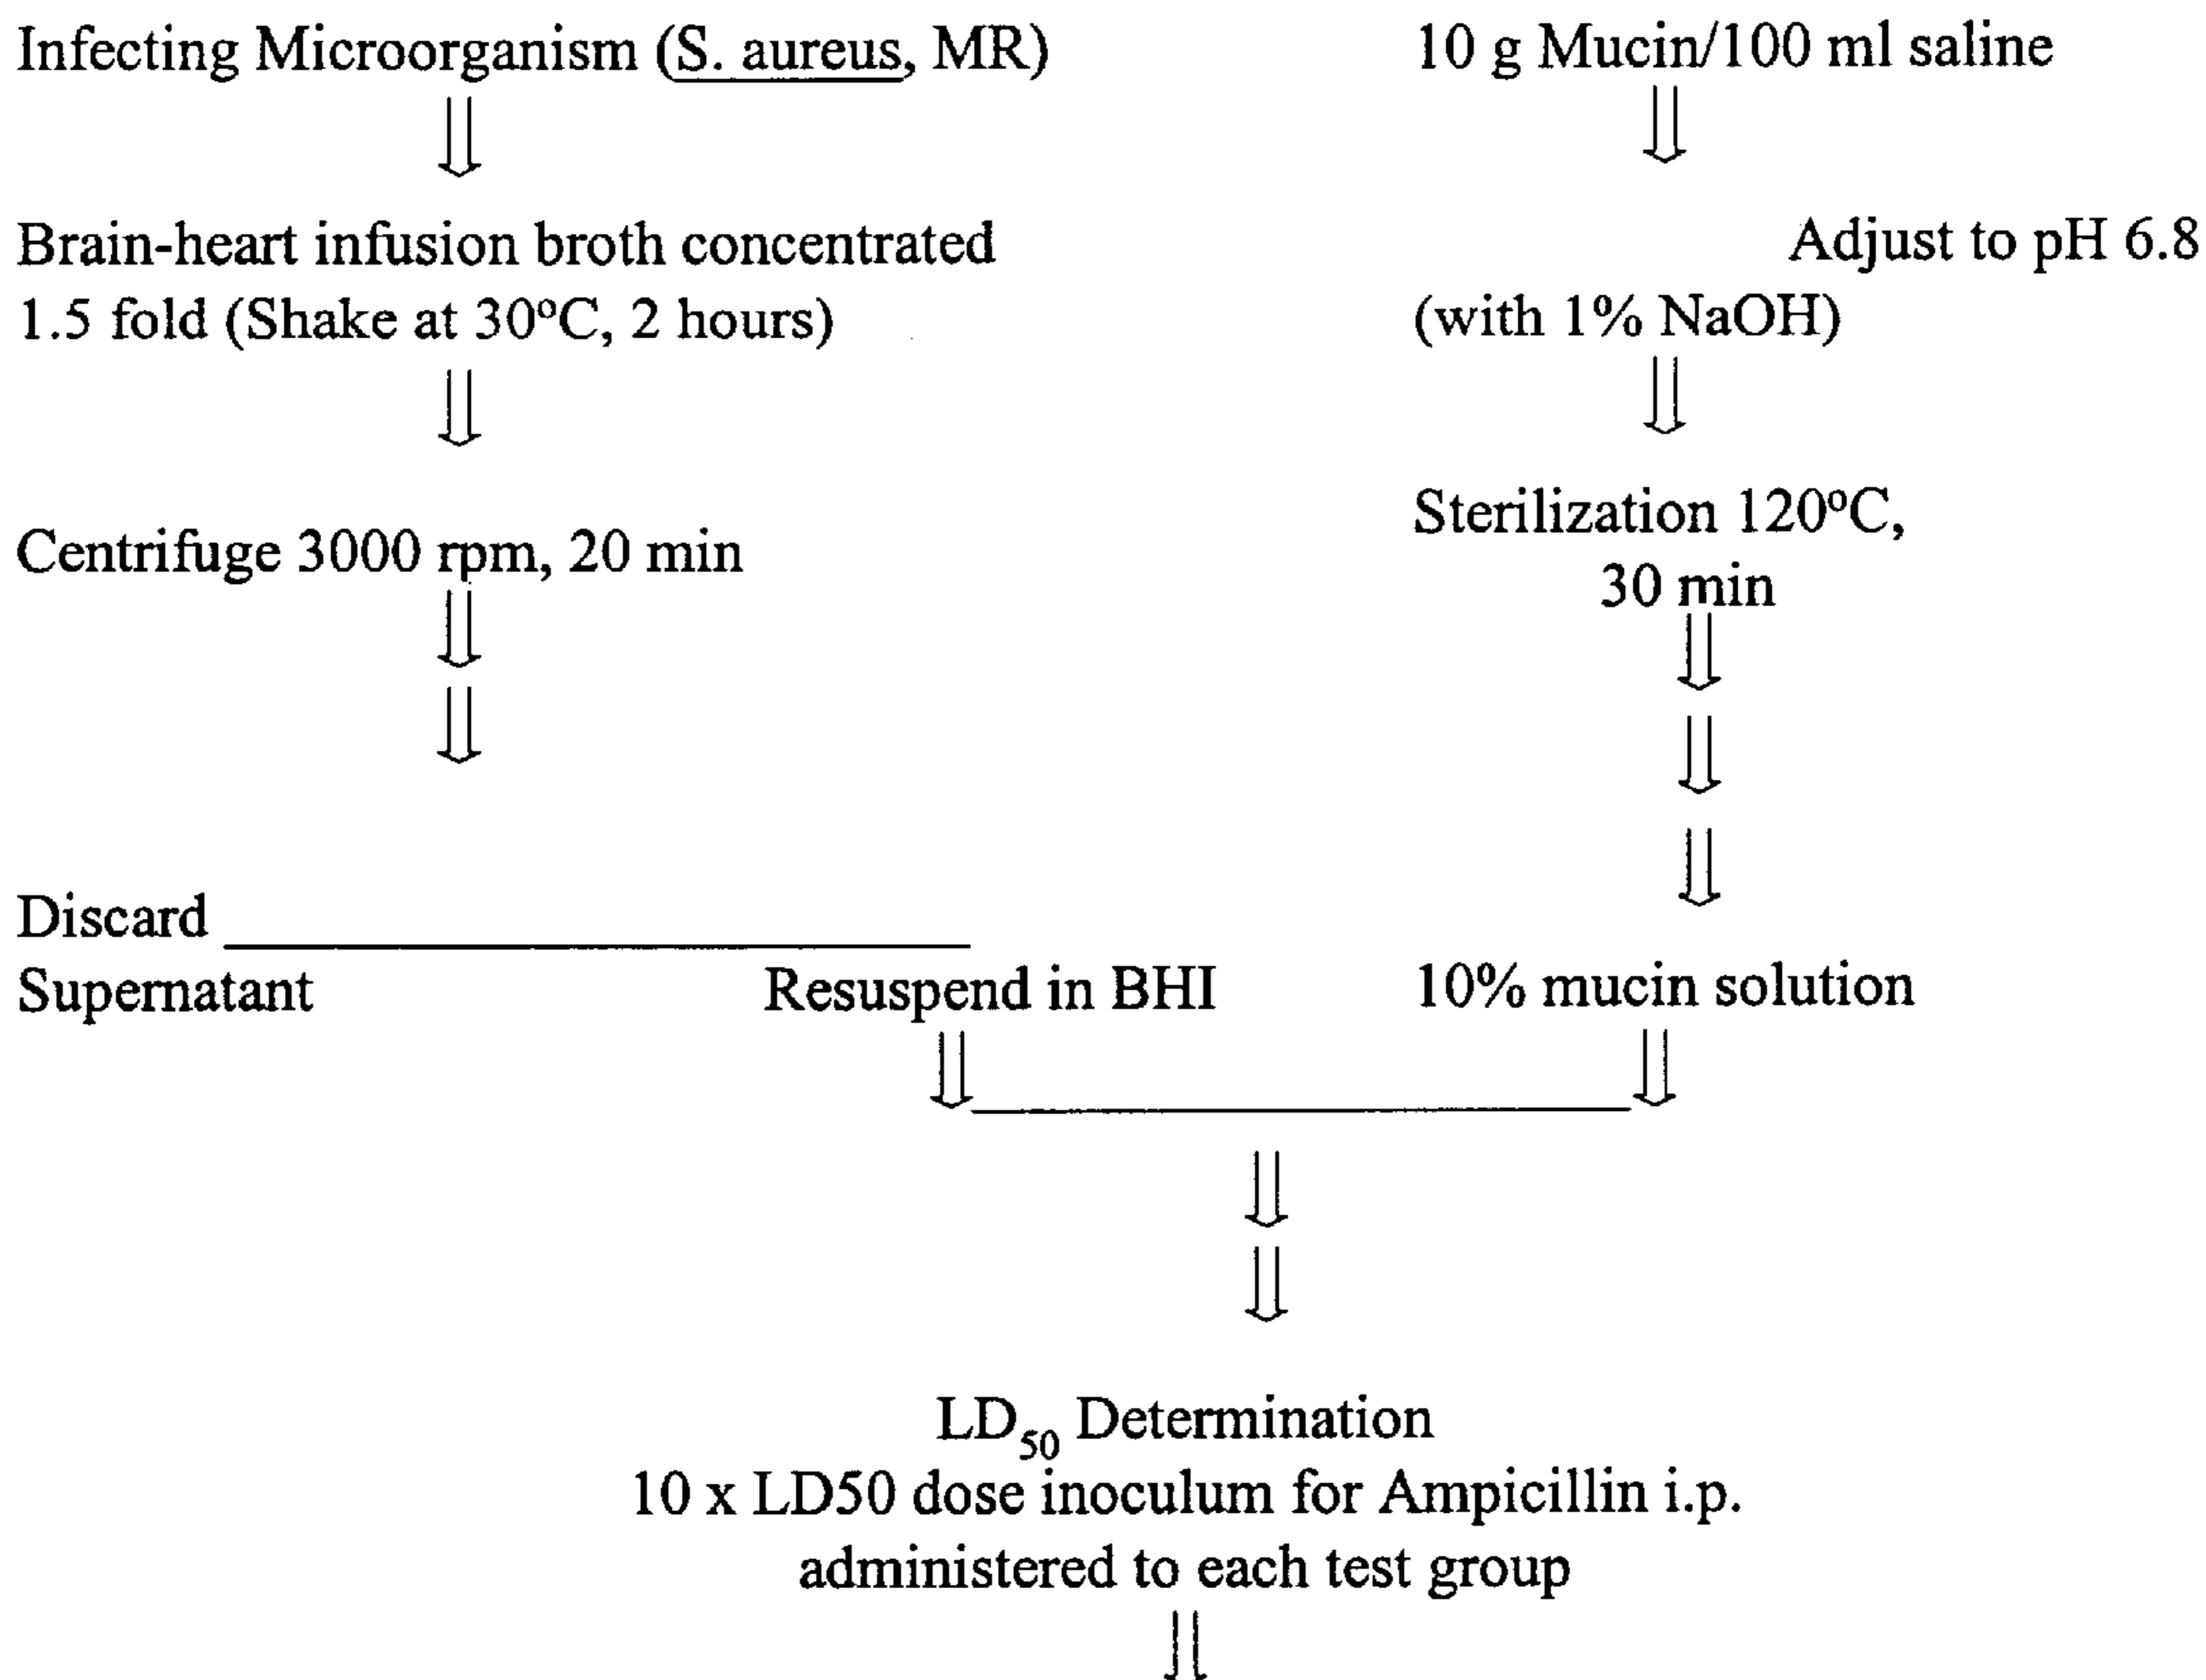 Infecting Microorganism (S. aureus, MR)
10 g Mucin/100 ml saline
Brain-heart infusion broth concentrated
1.5 fold (Shake at 30°C, 2 hours)
Adjust to pH 6.8
(with 1% NaOH)
Centrifuge 3000 rpm, 20 min
Sterilization 120°C,
30 min
Discard
Supernatant
Resuspend in BHI
10% mucin solution
LD50 Determination
10 x LD50 dose inoculum for Ampicillin i.p.
administered to each test group